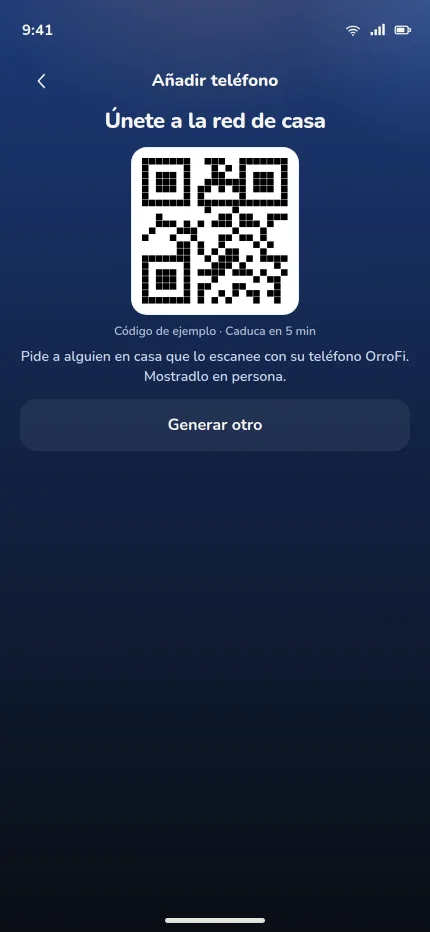 9:41
Añadir teléfono
Únete a la red de casa
Código de ejemplo · Caduca en 5 min
Pide a alguien en casa que lo escanee con su teléfono OrroFi.
Mostradlo en persona.
Generar otro